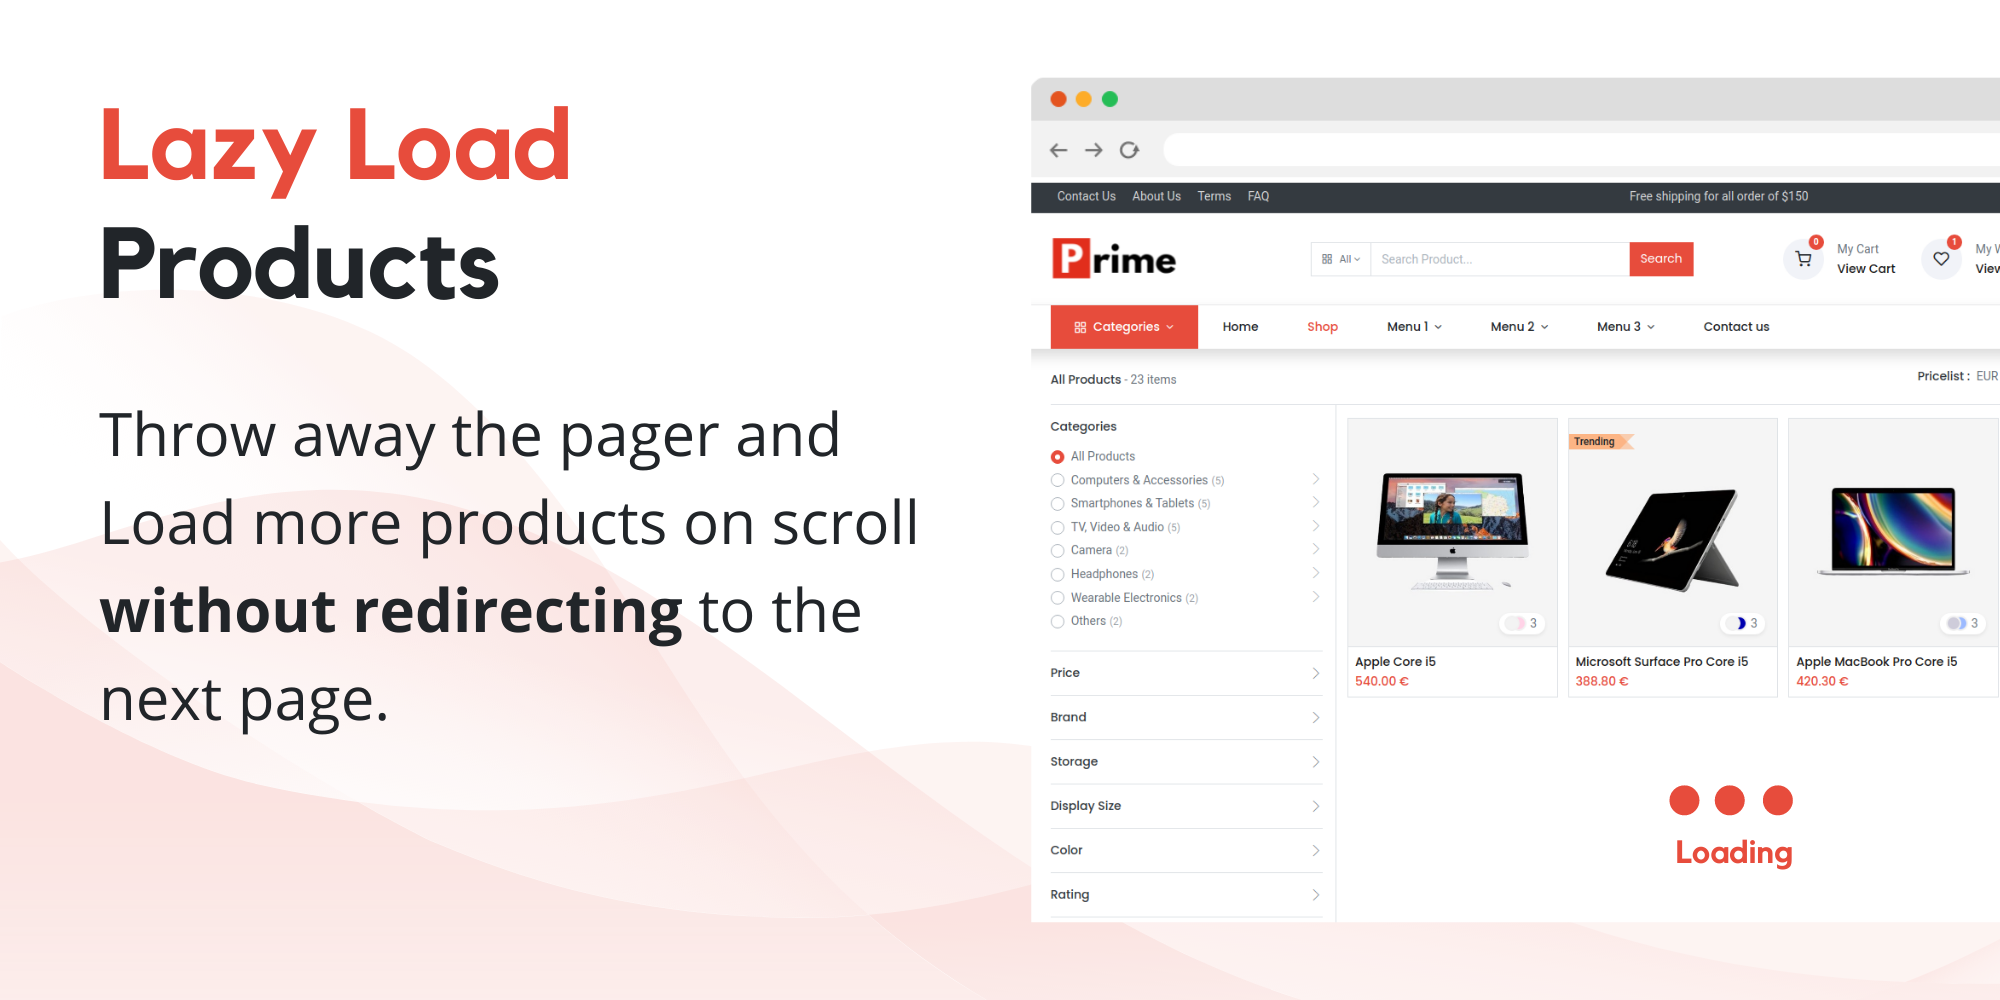 Lazy Load
Products
Throw away the pager and
Load more products on scroll
without redirecting to the
next page.
Contact Us About Us Terms FAQ
Free shipping for all order of $150
Prime
All
Search Product...
Search
0
My Cart
View Cart
1
My
Categories
Home
Shop
Menu 1
Menu 2
Menu 3
Contact us
All Products - 23 items
Pricelist : EUR
Categories
All Products
Computers & Accessories (5)
Smartphones & Tablets (5)
TV, Video & Audio (5)
Camera (2)
Headphones (2)
Wearable Electronics (2)
Others (2)
Price
Brand
Storage
Display Size
Color
Rating
3
Apple Core i5
540.00 €
Trending
3
Microsoft Surface Pro Core i5
388.80 €
3
Apple MacBook Pro Core i5
420.30 €
Loading